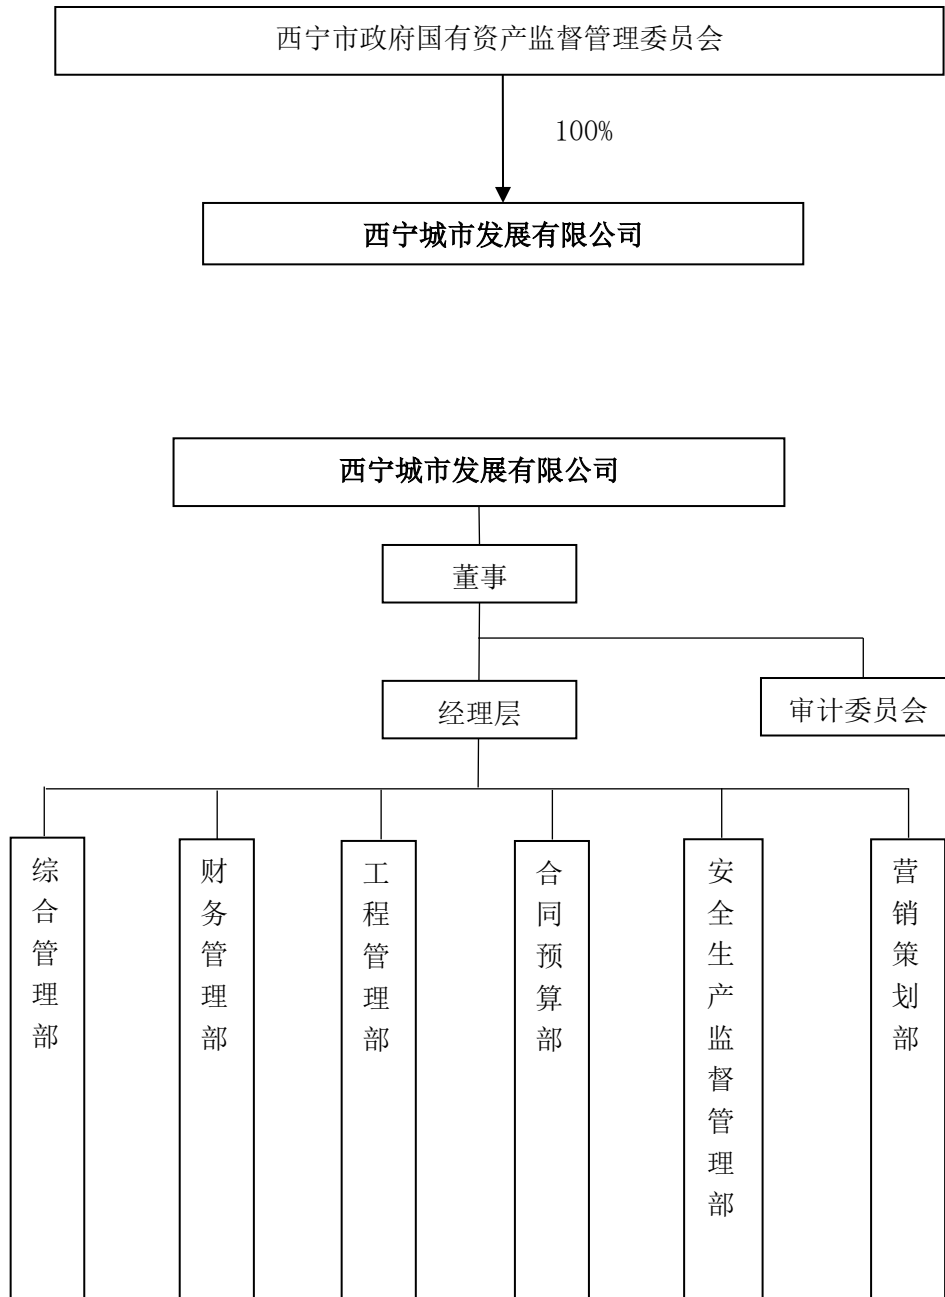 西宁市政府国有资产监督管理委员会
100%
西宁城市发展有限公司
西宁城市发展有限公司
董事
经理层
审计委员会
综合管理部
财务管理部
工程管理部
合同预算部
安全生产监督管理部
营销策划部